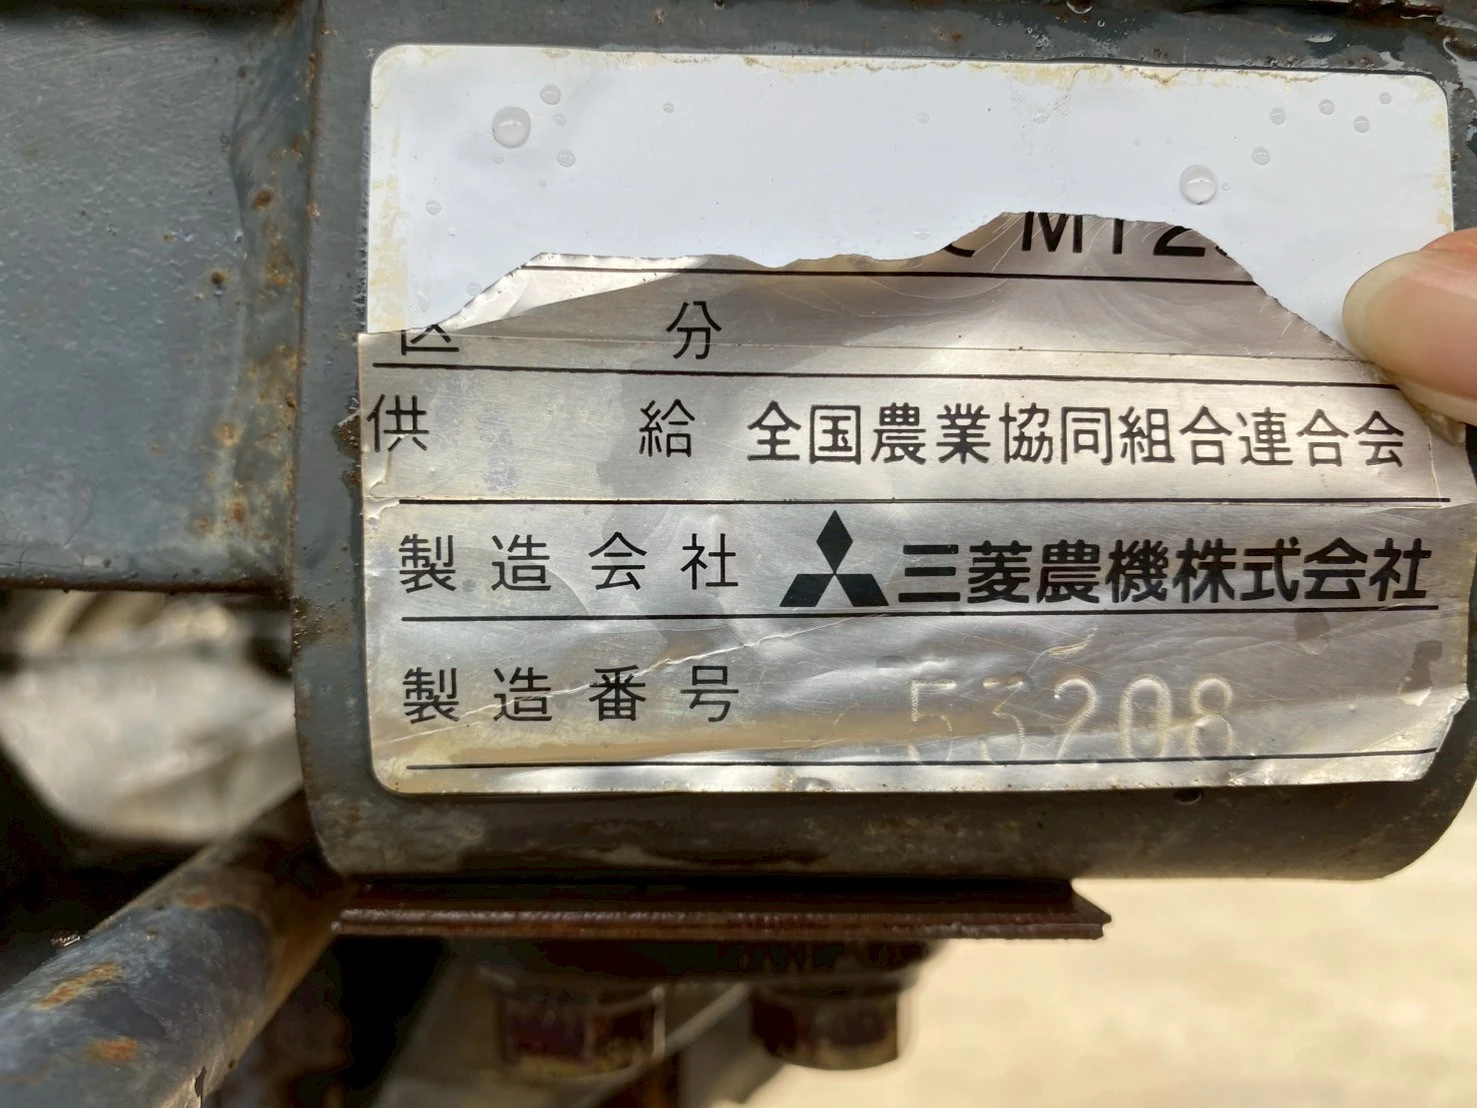 MT2
区 分
供 給 全国農業協同組合連合会
製造会社 三菱農機株式会社
製造番号 53208